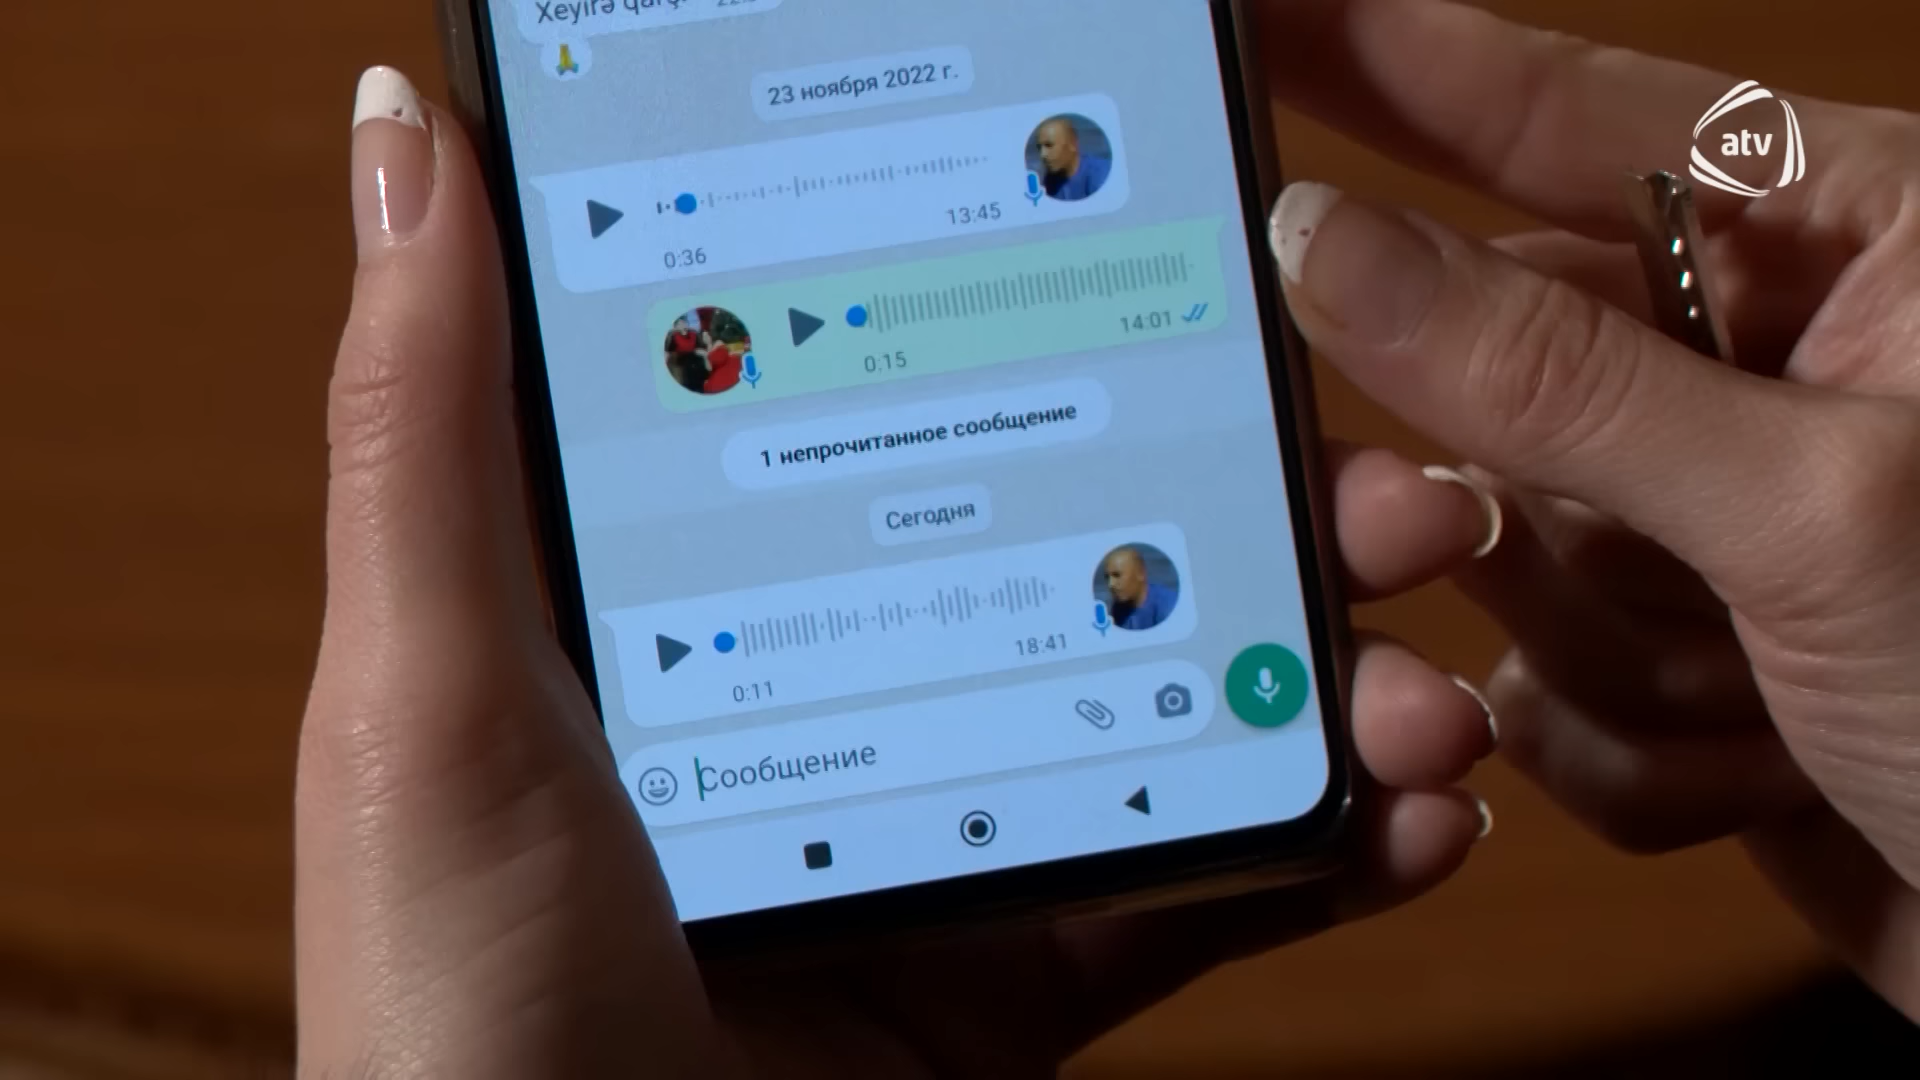 Xeyirə
23 ноября 2022 г.
0:36
13:45
0:15
14:01
1 непрочитанное сообщение
Сегодня
0:11
18:41
Сообщение
atv